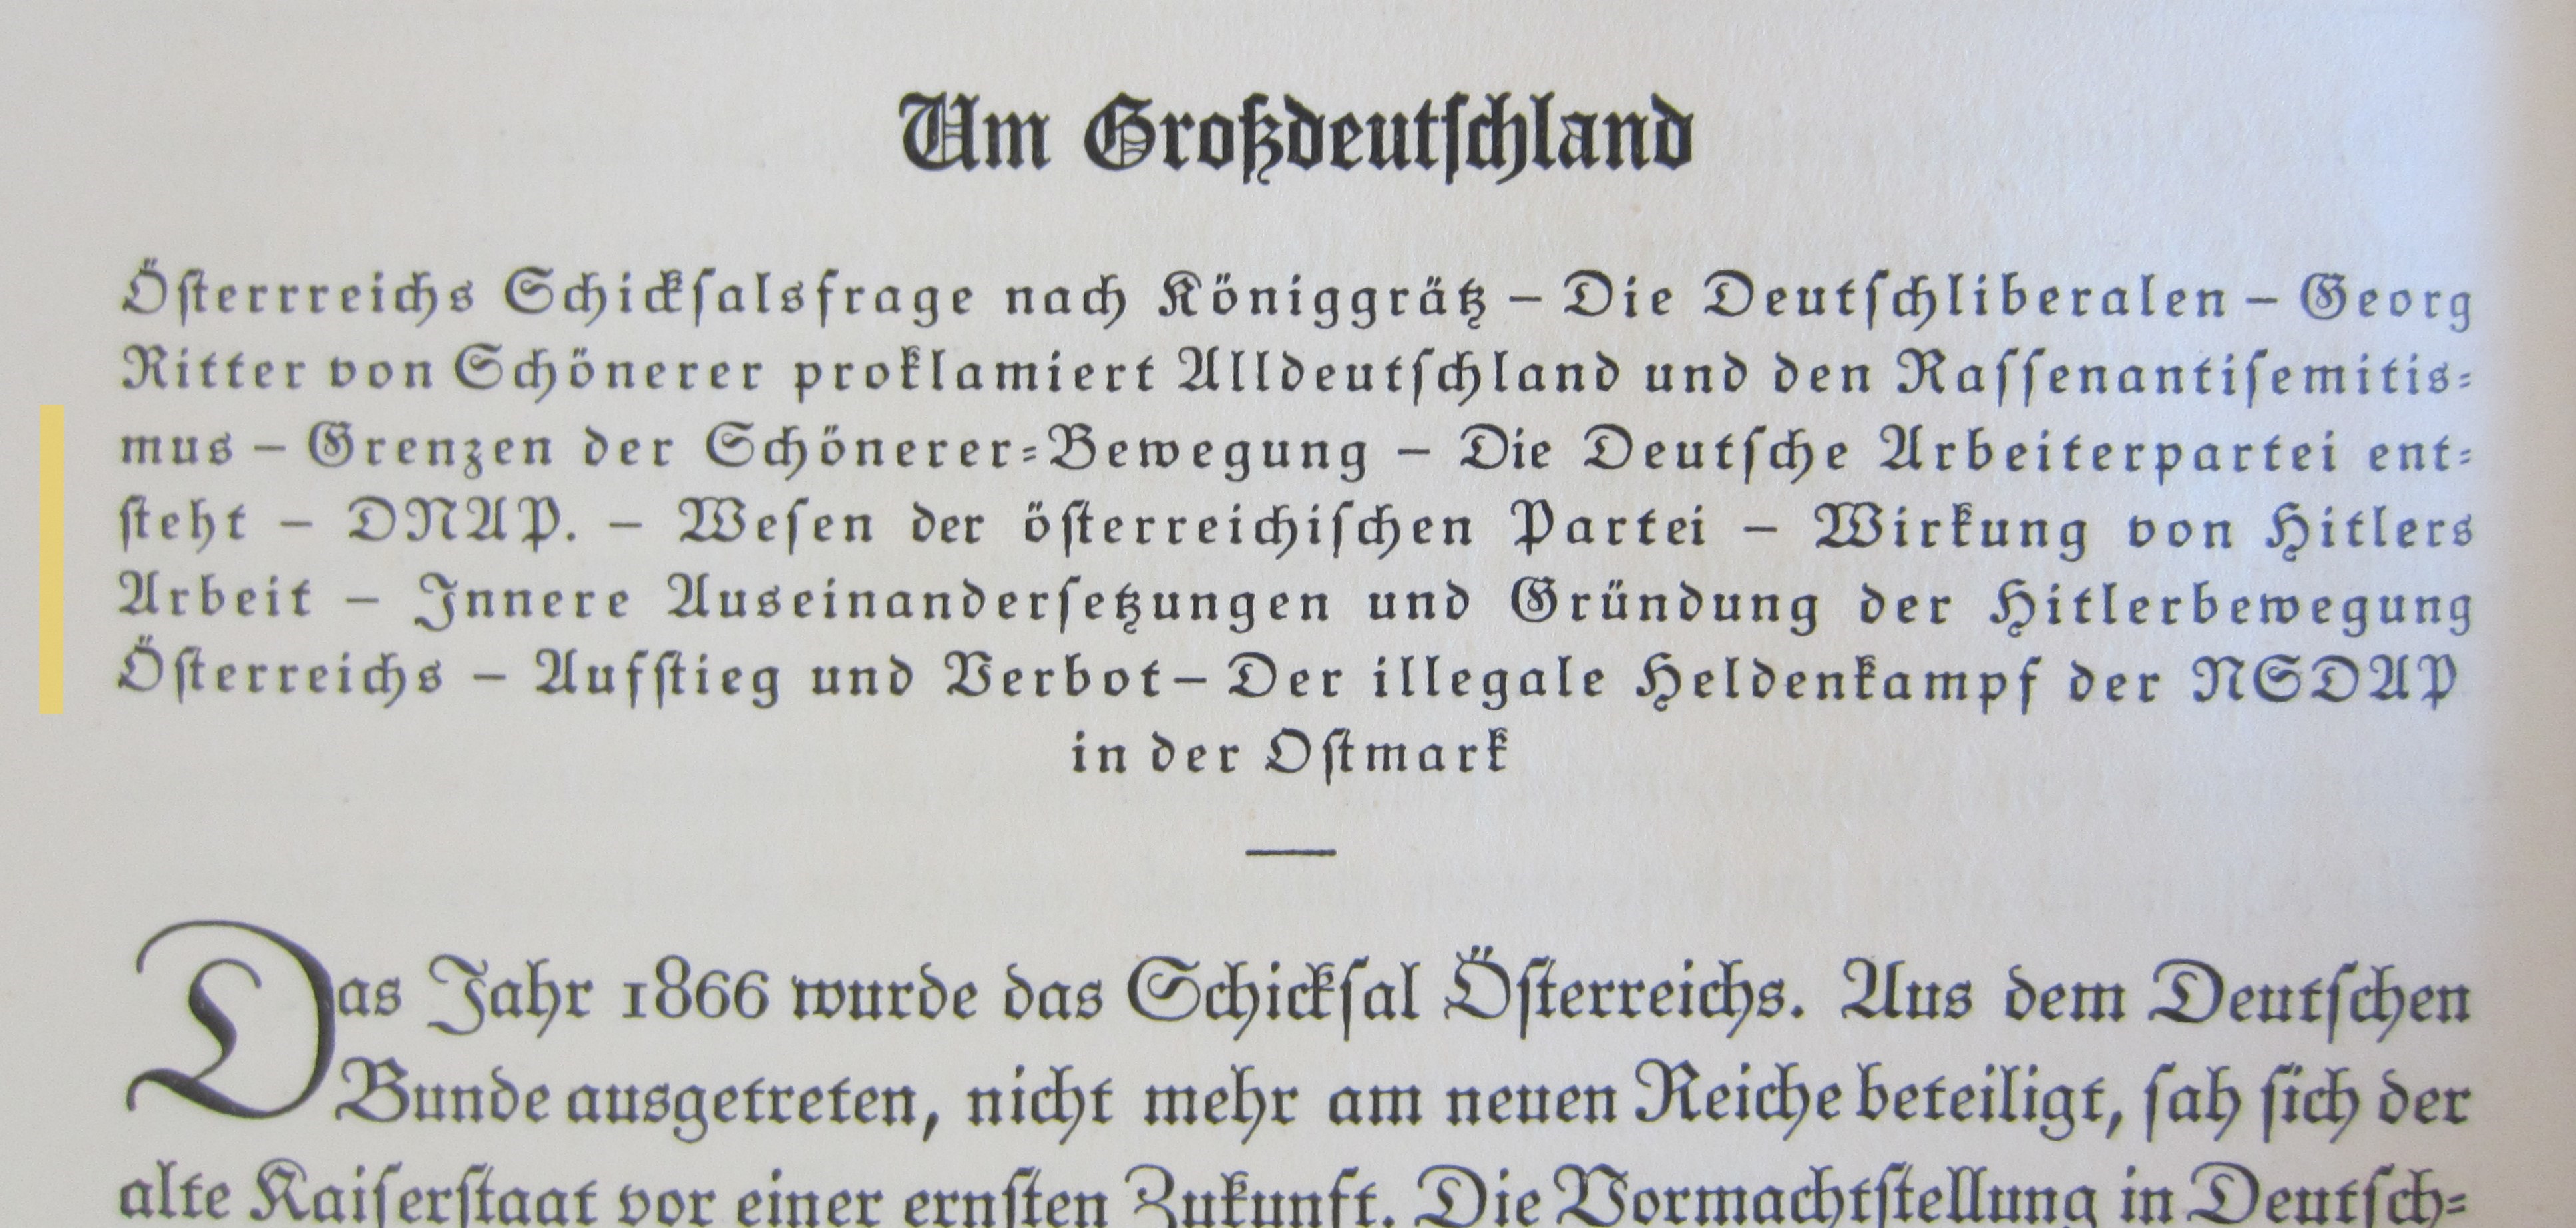 Um Großdeutschland
Österrreichs Schicksalsfrage nach Königgrätz – Die Deutschliberalen – Georg
Ritter von Schönerer proklamiert Alldeutschland und den Rassenantisemitis-
mus – Grenzen der Schönerer-Bewegung – Die Deutsche Arbeiterpartei ent-
steht – DNAP. – Wesen der österreichischen Partei – Wirkung von Hitlers
Arbeit – Innere Auseinandersetzungen und Gründung der Hitlerbewegung
Österreichs – Aufstieg und Verbot – Der illegale Heldenkampf der NSDAP
in der Ostmark
Das Jahr 1866 wurde das Schicksal Österreichs. Aus dem Deutschen
Bunde ausgetreten, nicht mehr am neuen Reiche beteiligt, sah sich der
alte Kaiserstaat vor einer ernsten Zukunft. Die Vormachtstellung in Deutsch-